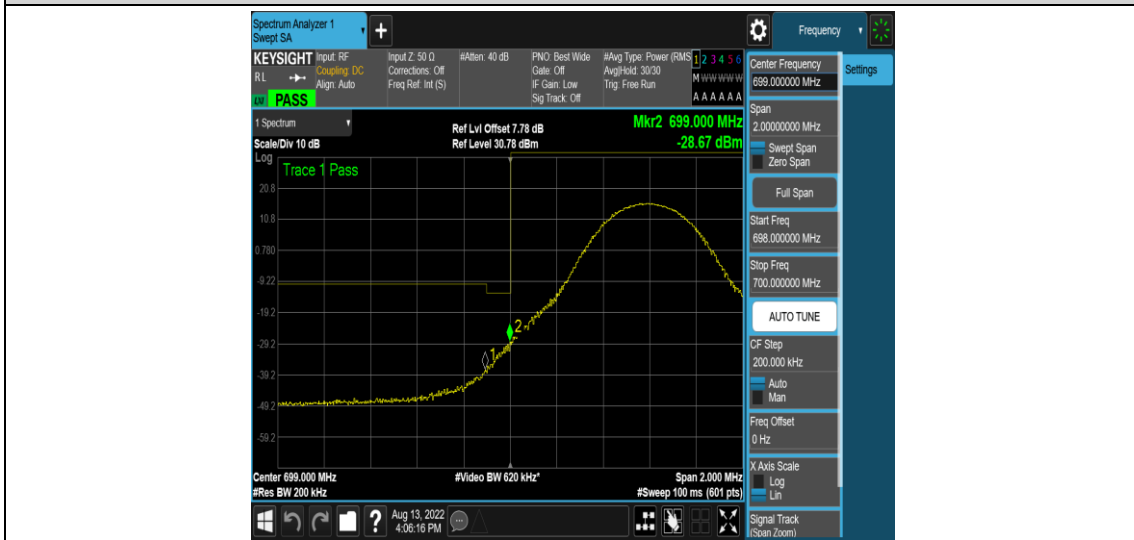 Spectrum Analyzer 1
Swept SA
+
Frequency
KEYSIGHT
RL
LXI
PASS
Input: RF
Coupling: DC
Align: Auto
Input Z: 50 Ω
Corrections: Off
Freq Ref: Int (S)
#Atten: 40 dB
PNO: Best Wide
Gate: Off
IF Gain: Low
Sig Track: Off
#Avg Type: Power (RMS
Avg|Hold: 30/30
Trig: Free Run
1 2 3 4 5 6
M W W W W W
A A A A A A
1 Spectrum
Scale/Div 10 dB
Ref Lvl Offset 7.78 dB
Ref Level 30.78 dBm
Mkr2 699.000 MHz
-28.67 dBm
Log
Trace 1 Pass
20.8
10.8
0.780
-9.22
-19.2
-29.2
-39.2
-49.2
-59.2
1
2
Center 699.000 MHz
#Res BW 200 kHz
#Video BW 620 kHz*
Span 2.000 MHz
#Sweep 100 ms (601 pts)
Center Frequency
699.000000 MHz
Settings
Span
2.00000000 MHz
Swept Span
Zero Span
Full Span
Start Freq
698.000000 MHz
Stop Freq
700.000000 MHz
AUTO TUNE
CF Step
200.000 kHz
Auto
Man
Freq Offset
0 Hz
X Axis Scale
Log
Lin
Signal Track
(Span Zoom)
?
Aug 13, 2022
4:06:16 PM